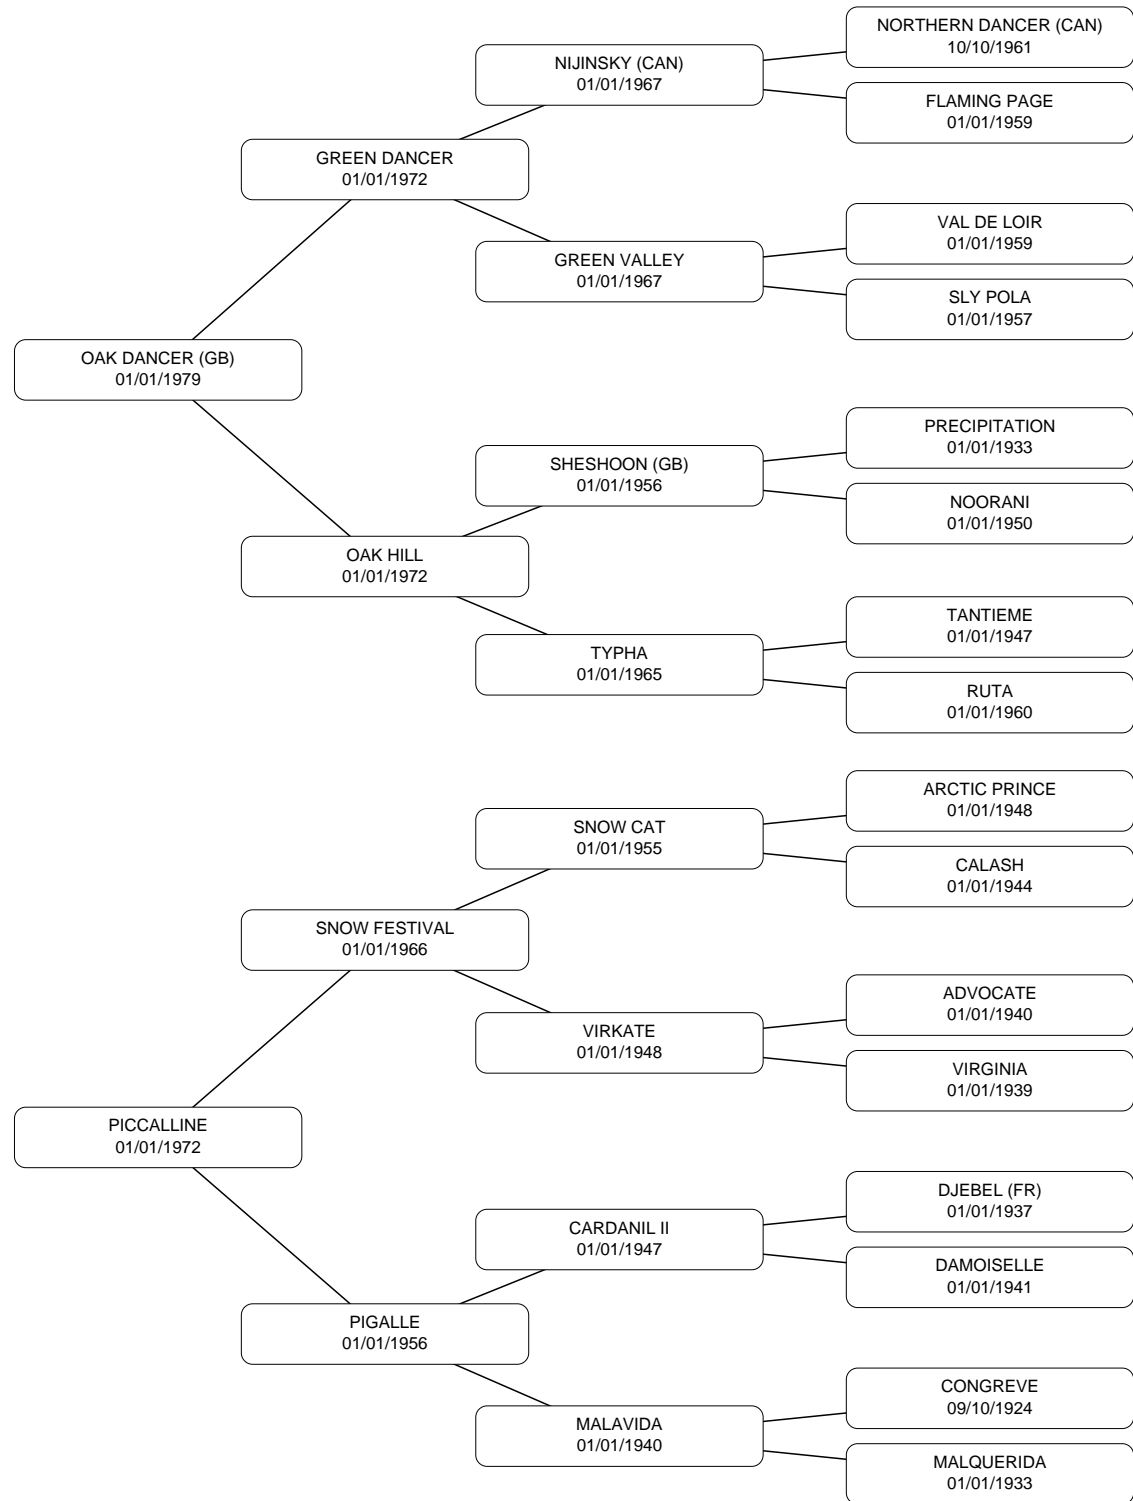 NORTHERN DANCER (CAN)
10/10/1961
NIJINSKY (CAN)
01/01/1967
FLAMING PAGE
01/01/1959
GREEN DANCER
01/01/1972
VAL DE LOIR
01/01/1959
GREEN VALLEY
01/01/1967
SLY POLA
01/01/1957
OAK DANCER (GB)
01/01/1979
PRECIPITATION
01/01/1933
SHESHOON (GB)
01/01/1956
NOORANI
01/01/1950
OAK HILL
01/01/1972
TANTIEME
01/01/1947
TYPHA
01/01/1965
RUTA
01/01/1960
ARCTIC PRINCE
01/01/1948
SNOW CAT
01/01/1955
CALASH
01/01/1944
SNOW FESTIVAL
01/01/1966
ADVOCATE
01/01/1940
VIRKATE
01/01/1948
VIRGINIA
01/01/1939
PICCALLINE
01/01/1972
DJEBEL (FR)
01/01/1937
CARDANIL II
01/01/1947
DAMOISELLE
01/01/1941
PIGALLE
01/01/1956
CONGREVE
09/10/1924
MALAVIDA
01/01/1940
MALQUERIDA
01/01/1933